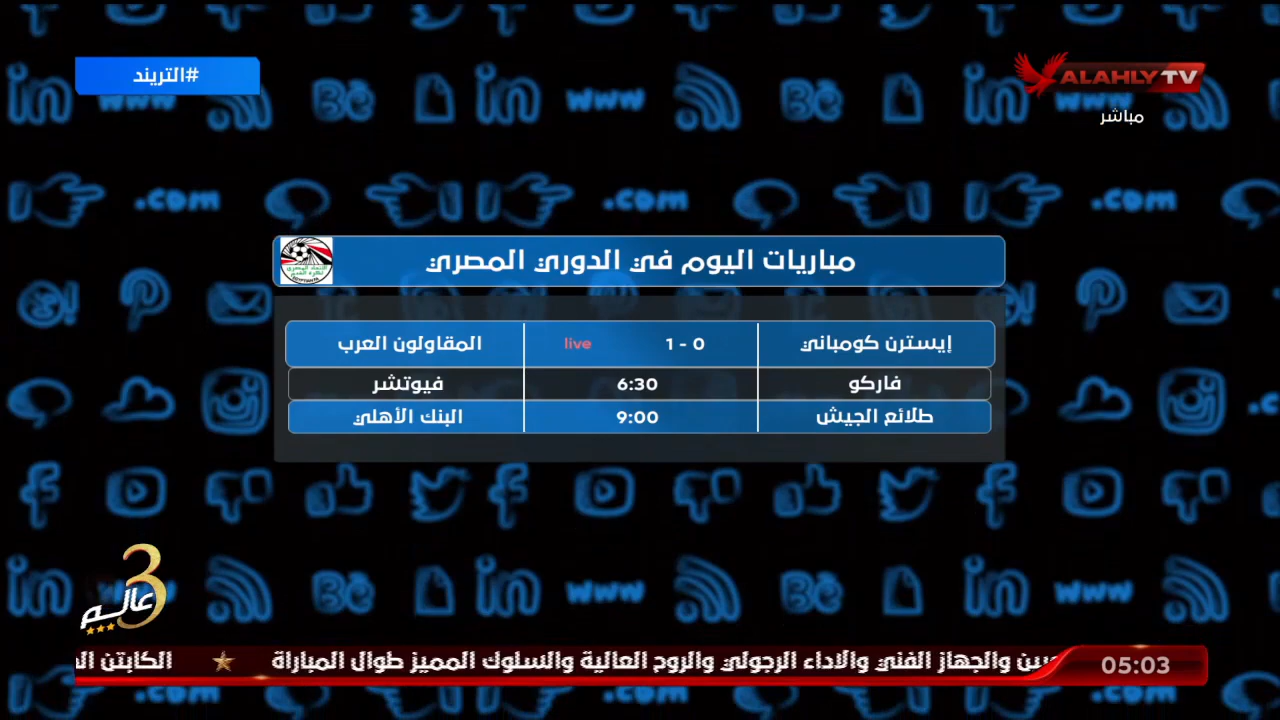 #التريند
ALAHLY TV
مباشر
مباريات اليوم في الدوري المصري
إيسترن كومباني 0 - 1 live المقاولون العرب
فاركو 6:30 فيوتشر
طلائع الجيش 9:00 البنك الأهلي
3 عالم
والجهاز الفني والاداء الرجولي والروح العالية والسلوك المميز طوال المباراة
الكابتن
05:03